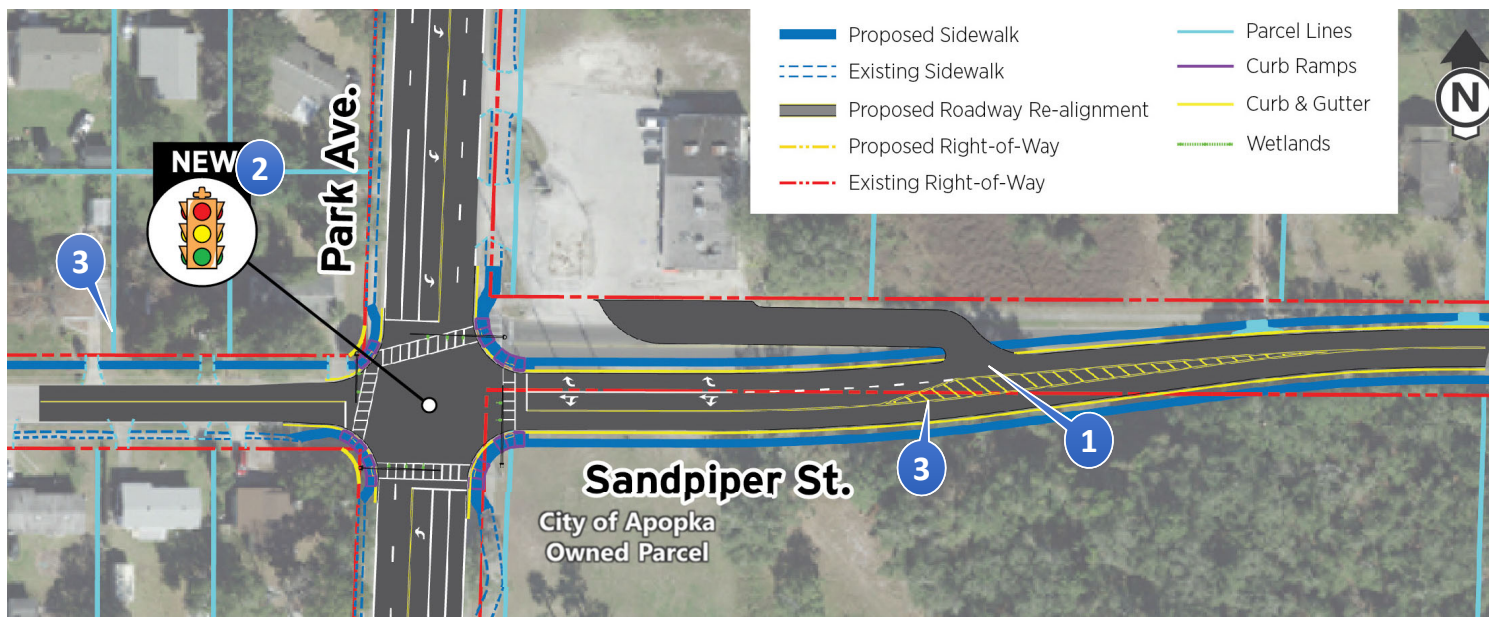 Proposed Sidewalk
Existing Sidewalk
Proposed Roadway Re-alignment
Proposed Right-of-Way
Existing Right-of-Way
Parcel Lines
Curb Ramps
Curb & Gutter
Wetlands
N
NEW
2
Park Ave.
3
1
3
Sandpiper St.
City of Apopka
Owned Parcel